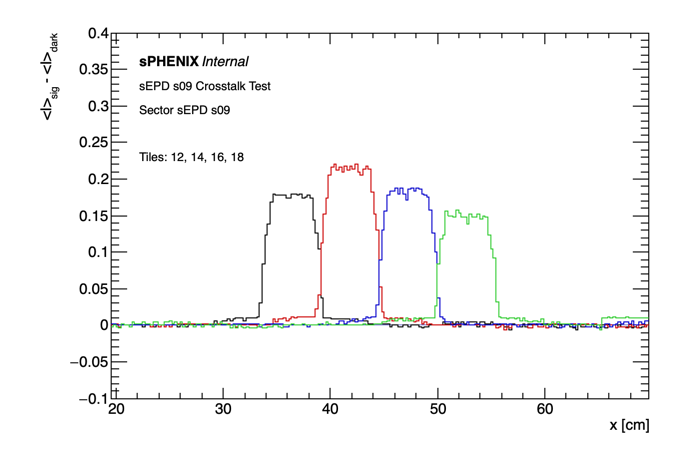 <I>sig - <I>dark
0.4
0.35
0.3
0.25
0.2
0.15
0.1
0.05
0
−0.05
−0.1
sPHENIX Internal
sEPD s09 Crosstalk Test
Sector sEPD s09
Tiles: 12, 14, 16, 18
20 30 40 50 60
x [cm]